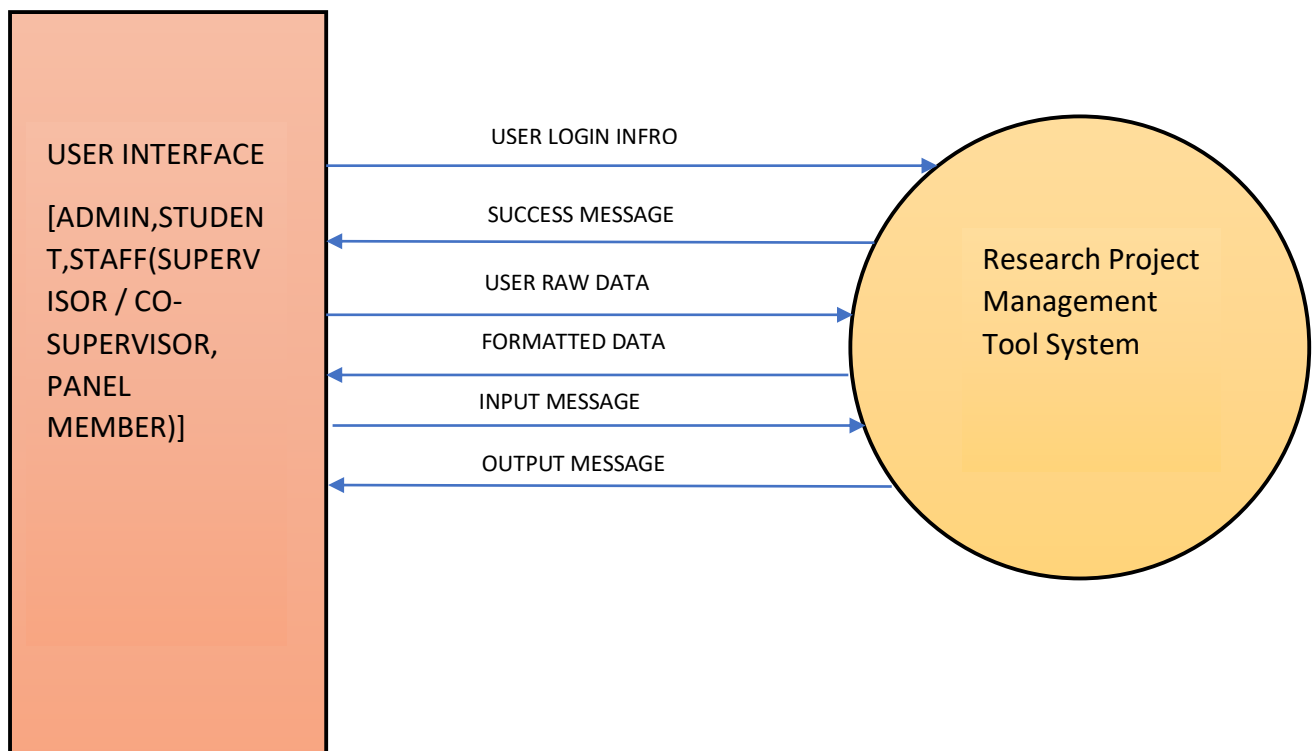 USER INTERFACE
[ADMIN,STUDEN
T,STAFF(SUPERV
ISOR / CO-
SUPERVISOR,
PANEL
MEMBER)]
USER LOGIN INFRO
SUCCESS MESSAGE
USER RAW DATA
FORMATTED DATA
INPUT MESSAGE
OUTPUT MESSAGE
Research Project
Management
Tool System